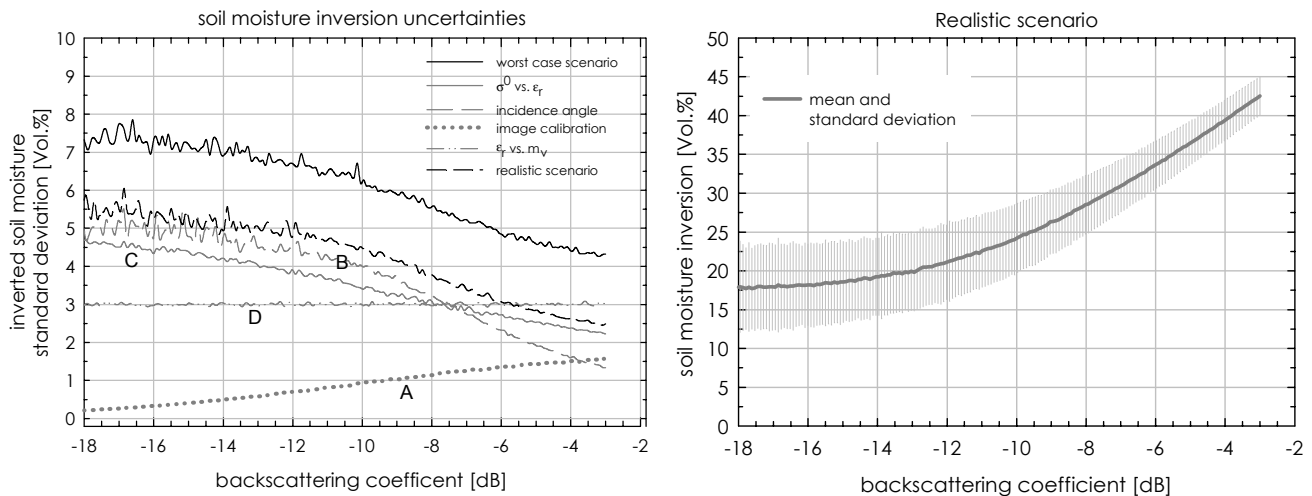 soil moisture inversion uncertainties
10
9
8
7
6
5
4
3
2
1
0
inverted soil moisture
standard deviation [Vol.%]
worst case scenario
σ⁰ vs. εr
incidence angle
image calibration
εr vs. mv
realistic scenario
B
C
D
A
-18 -16 -14 -12 -10 -8 -6 -4 -2
backscattering coefficent [dB]
Realistic scenario
50
45
40
35
30
25
20
15
10
5
0
soil moisture inversion [Vol.%]
mean and
standard deviation
-18 -16 -14 -12 -10 -8 -6 -4 -2
backscattering coefficient [dB]